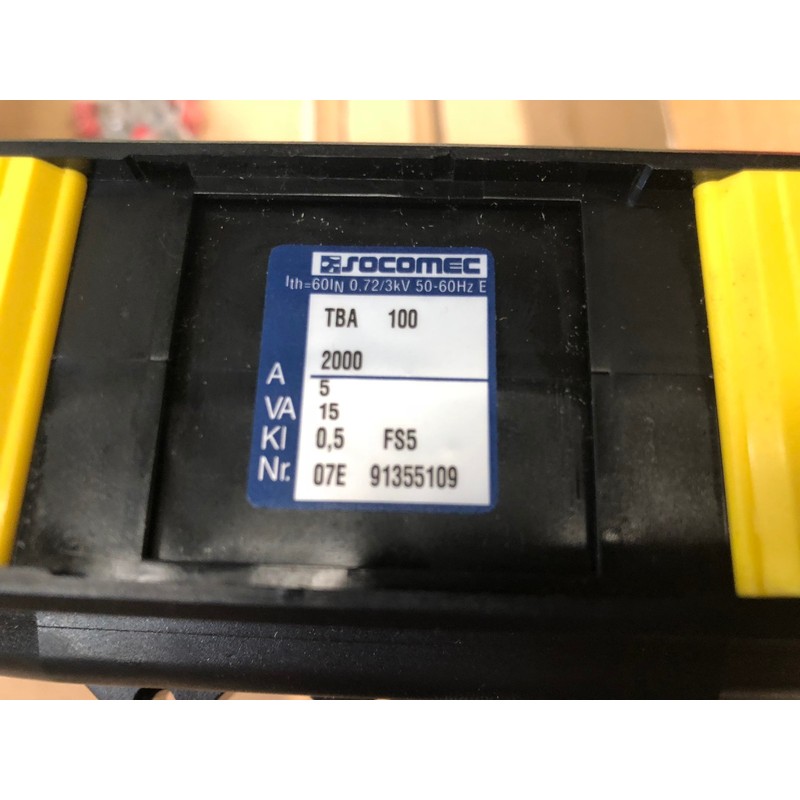 SOCOMEC
Ith=60IN 0.72/3kV 50-60Hz E
TBA 100
2000
A 5
VA 15
Kl 0,5 FS5
Nr. 07E 91355109